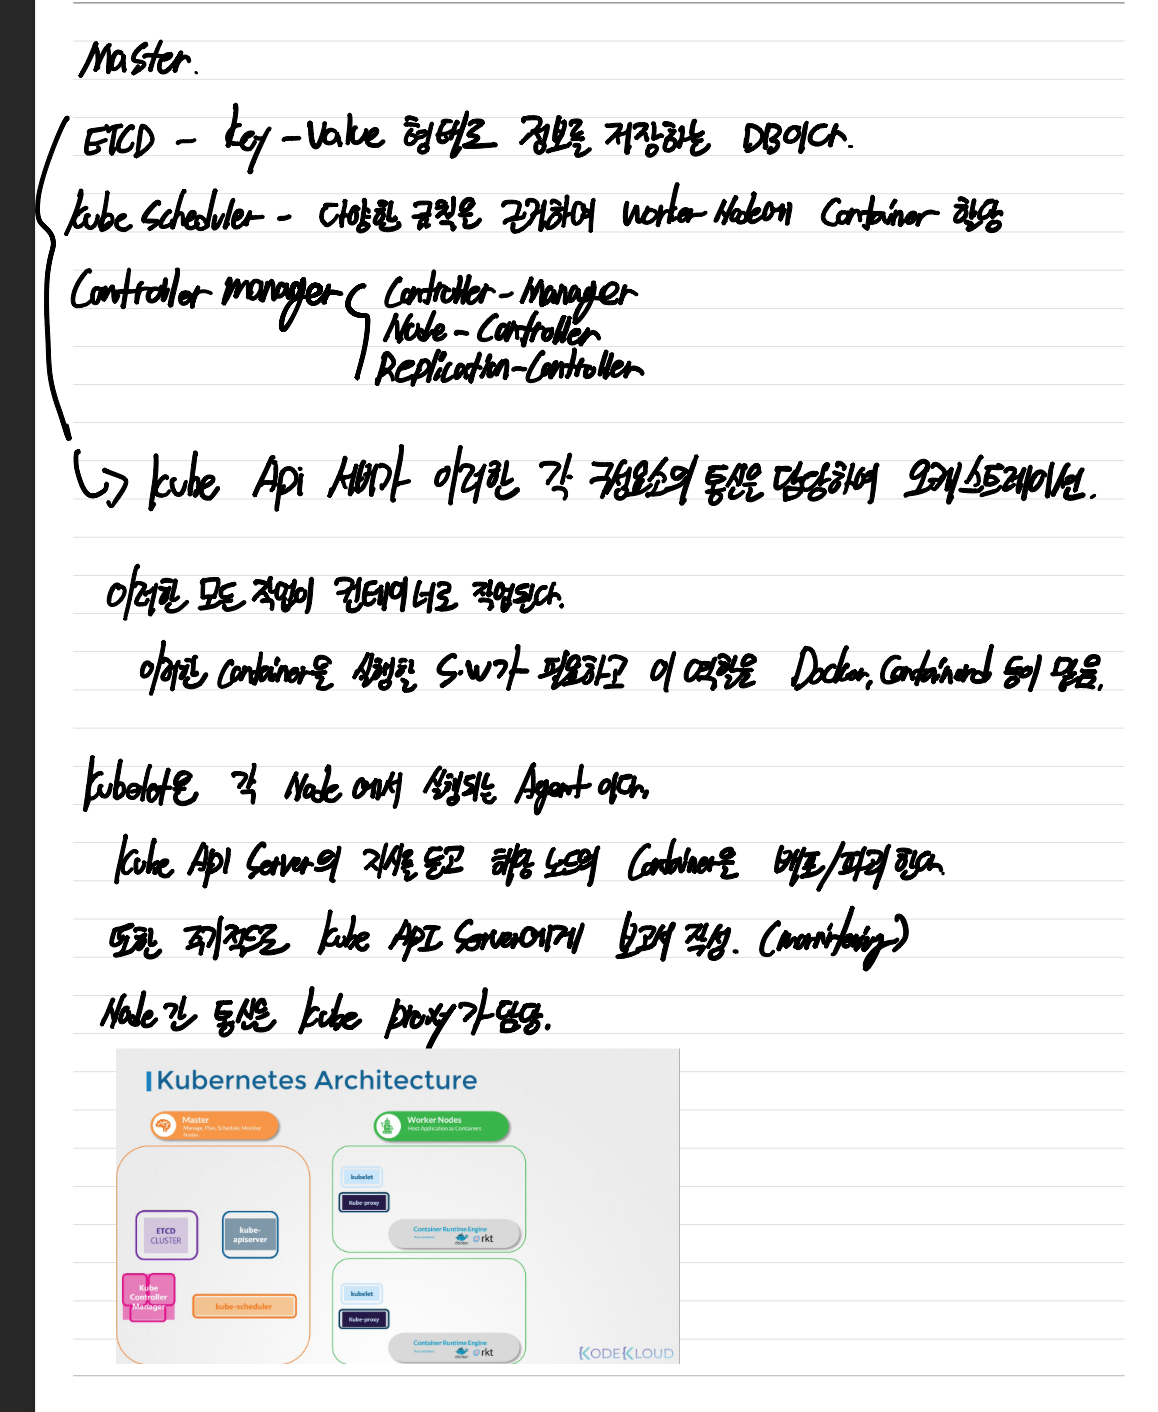 Master.
ETCD - key-Value 형태로 정보를 저장하는 DB이다.
kube Scheduler - 다양한 규칙을 근거하여 worker Node에 Container 할당
Controller manager
Controller-Manager
Node-Controller
Replication-Controller
↳ kube Api 서버가 이러한 각 구성요소의 통신을 담당하여 오케스트레이션.
이러한 모든 작업이 컨테이너로 작업된다.
이러한 Container를 실행할 S.W가 필요하고 이 역할을 Docker, Containerd 등이 맡음.
kubelet은 각 Node에서 실행되는 Agent이다.
kube API Server의 지시를 듣고 해당 노드의 Container를 배포/파괴 한다.
또한 주기적으로 kube API Server에게 보고서 작성. (monitoring)
Node간 통신은 kube proxy가 담당.
Kubernetes Architecture
Master
Manage, Plan, Schedule, Monitor
Nodes
Worker Nodes
Host Application as Containers
ETCD
CLUSTER
kube-
apiserver
Kube
Controller
Manager
kube-scheduler
kubelet
Kube-proxy
Container Runtime Engine
docker
rkt
kubelet
Kube-proxy
Container Runtime Engine
docker
rkt
KODEKLOUD